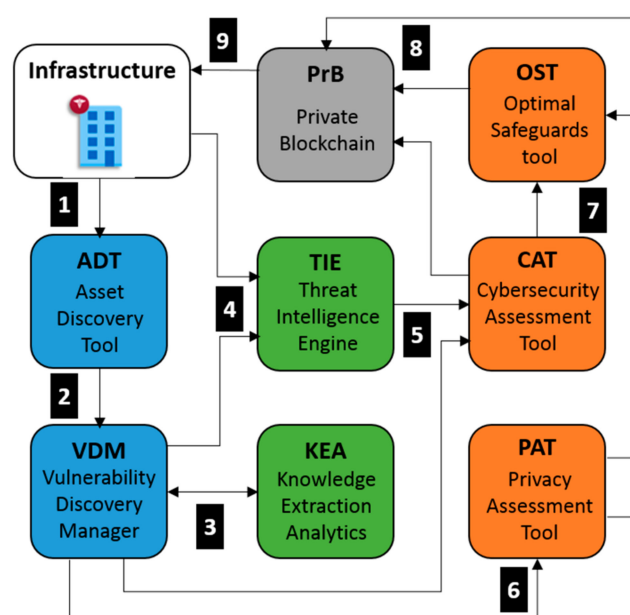 9
8
Infrastructure
PrB
Private
Blockchain
OST
Optimal
Safeguards
tool
1
7
ADT
Asset
Discovery
Tool
TIE
Threat
Intelligence
Engine
CAT
Cybersecurity
Assessment
Tool
4
5
2
VDM
Vulnerability
Discovery
Manager
3
KEA
Knowledge
Extraction
Analytics
PAT
Privacy
Assessment
Tool
6